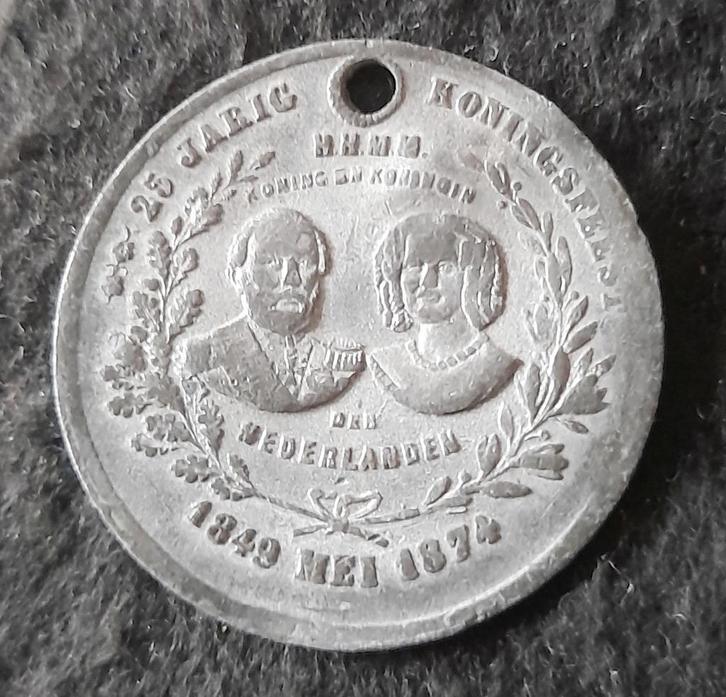 25 JARIG KONINGSFEEST
H.H.M.M.
KONING EN KONINGIN
DER
NEDERLANDEN
1849 MEI 1874